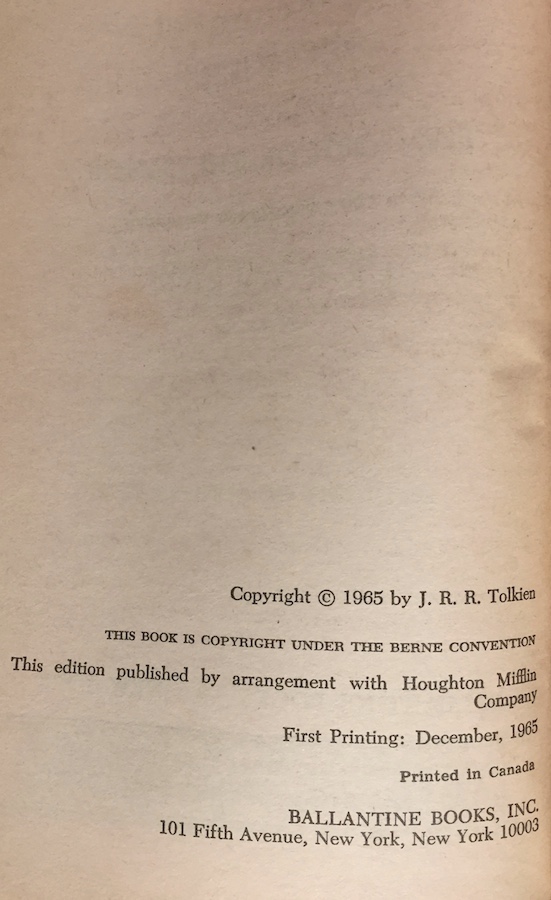 Copyright © 1965 by J. R. R. Tolkien
THIS BOOK IS COPYRIGHT UNDER THE BERNE CONVENTION
This edition published by arrangement with Houghton Mifflin
Company
First Printing: December, 1965
Printed in Canada
BALLANTINE BOOKS, INC.
101 Fifth Avenue, New York, New York 10003